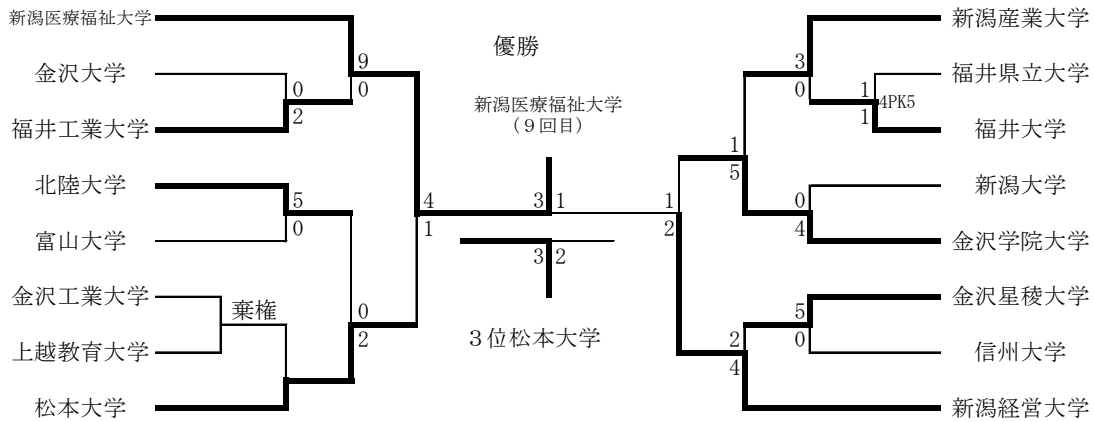 新潟医療福祉大学
金沢大学
福井工業大学
北陸大学
富山大学
金沢工業大学
上越教育大学
松本大学
9
0
0
2
5
0
棄権
0
2
4
1
優勝
新潟医療福祉大学
(9回目)
3 1
3 2
3位松本大学
1
2
1
5
2
4
3
0
1
4PK5
1
0
4
5
0
新潟産業大学
福井県立大学
福井大学
新潟大学
金沢学院大学
金沢星稜大学
信州大学
新潟経営大学